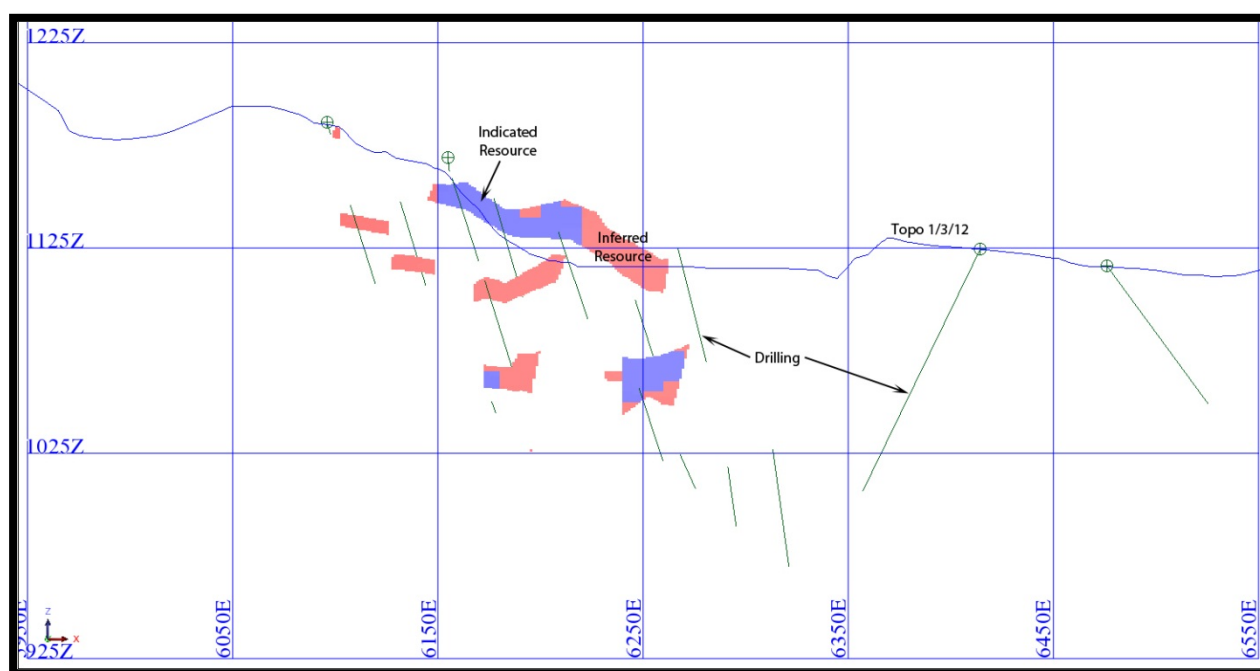 1225Z
Indicated
Resource
Topo 1/3/12
1125Z
Inferred
Resource
Drilling
1025Z
6050E
6150E
6250E
6350E
6450E
6550E
z
x
925Z